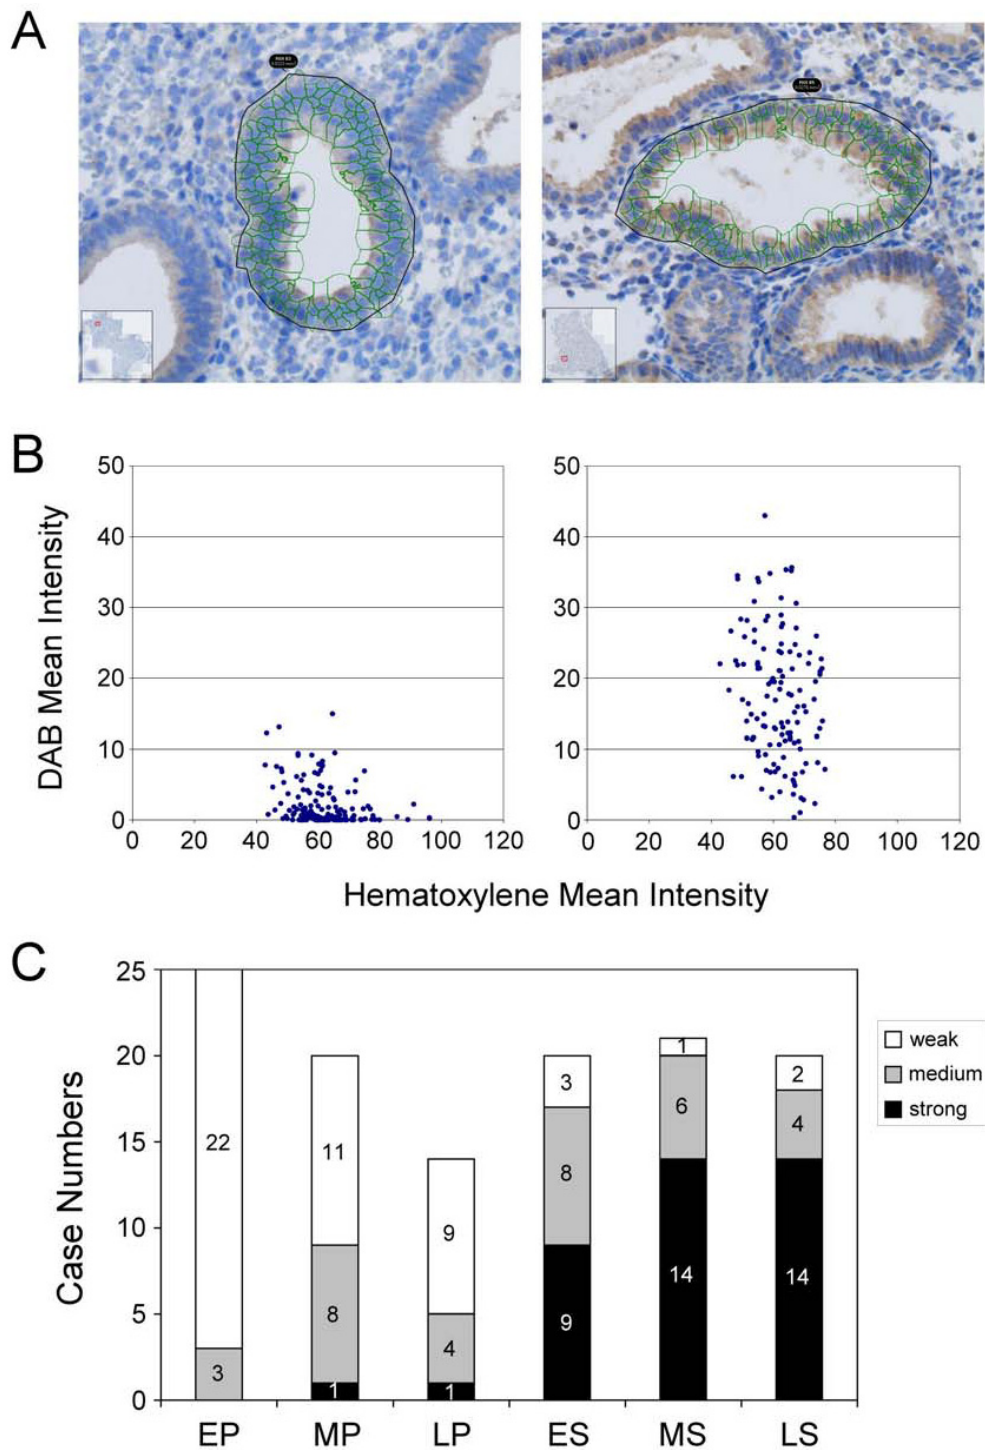 A
B
50 50
40 40
30 30
20 20
10 10
0 0
0 20 40 60 80 100 120 0 20 40 60 80 100 120
DAB Mean Intensity
Hematoxylene Mean Intensity
C
25
20
15
10
5
0
Case Numbers
22
3
11
8
1
9
4
1
3
8
9
1
6
14
2
4
14
EP MP LP ES MS LS
weak
medium
strong